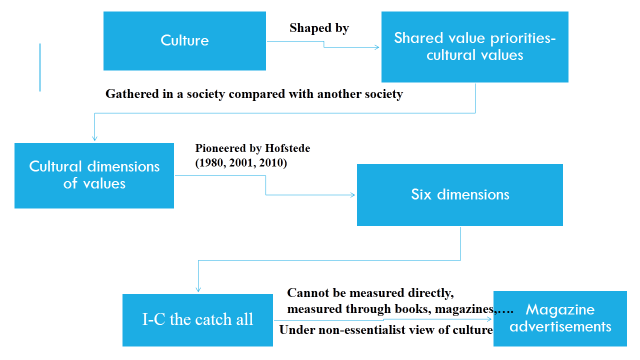 Culture
Shaped by
Shared value priorities-
cultural values
Gathered in a society compared with another society
Cultural dimensions
of values
Pioneered by Hofstede
(1980, 2001, 2010)
Six dimensions
I-C the catch all
Cannot be measured directly,
measured through books, magazines,….
Under non-essentialist view of culture
Magazine
advertisements